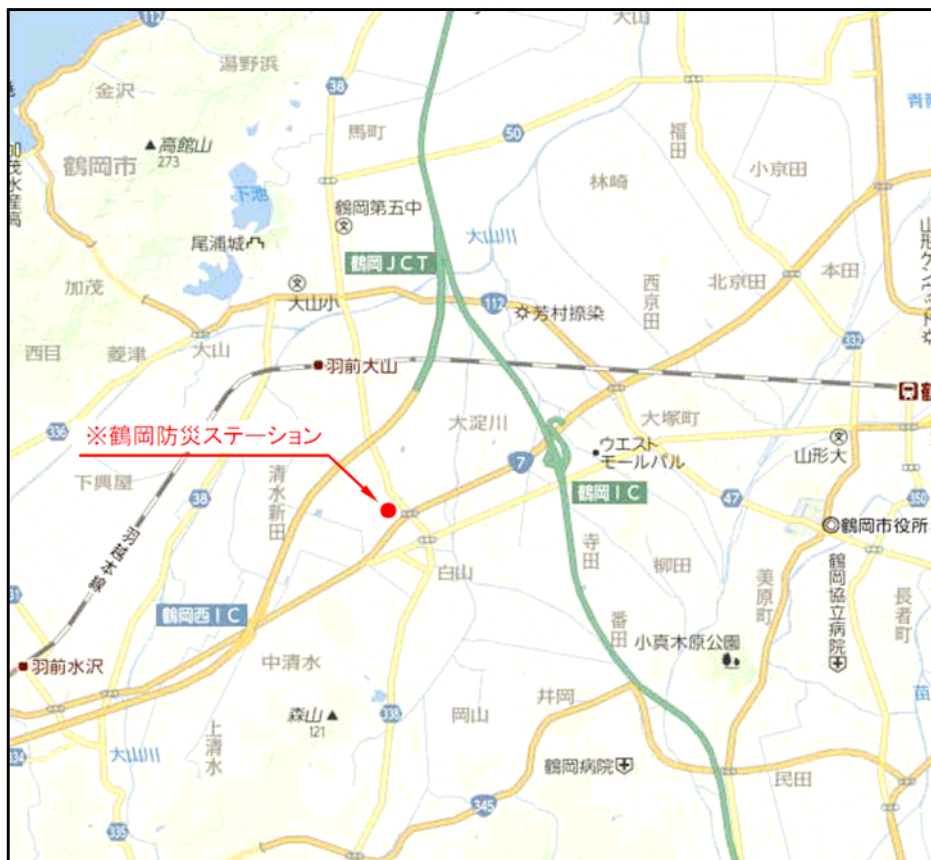 112
大山
湯野浜
38
金沢
馬町
50
福田
高館山
273
鶴岡市
加茂水産高
下池
林崎
小京田
鶴岡第五中
大山川
尾浦城
鶴岡JCT
西京田
北京田
本田
加茂
大山小
112
芳村捺染
332
西目
菱津
大山
羽前大山
大淀川
大塚町
336
※鶴岡防災ステーション
ウエスト
モールパル
山形大
下興屋
清水新田
38
7
鶴岡IC
47
350
鶴岡市役所
寺田
白山
柳田
美原町
鶴岡協立病院
長者町
羽越本線
鶴岡西IC
番田
小真木原公園
羽前水沢
中清水
井岡
森山
121
338
岡山
上清水
大山川
鶴岡病院
民田
345
335